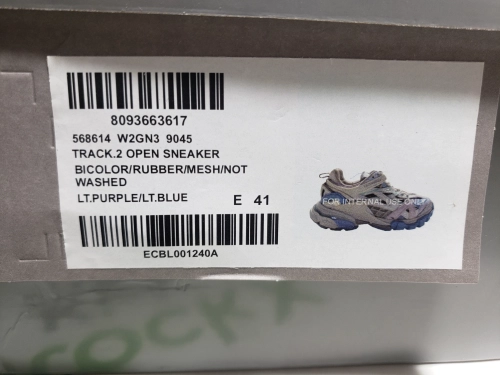 8093663617
568614 W2GN3 9045
TRACK.2 OPEN SNEAKER
BICOLOR/RUBBER/MESH/NOT
WASHED
LT.PURPLE/LT.BLUE E 41
FOR INTERNAL USE ONLY
ECBL001240A